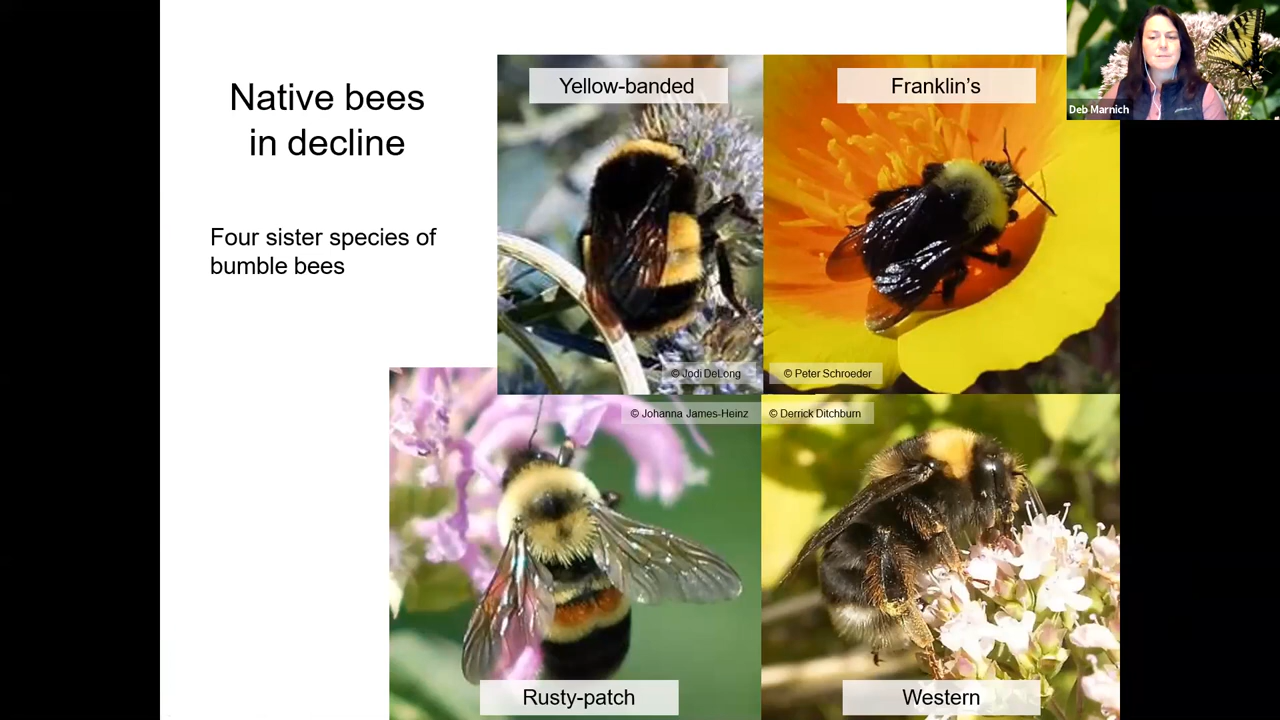 Native bees
in decline
Four sister species of
bumble bees
Yellow-banded
Franklin's
Deb Marnich
© Jodi DeLong
© Peter Schroeder
© Johanna James-Heinz
© Derrick Ditchburn
Rusty-patch
Western